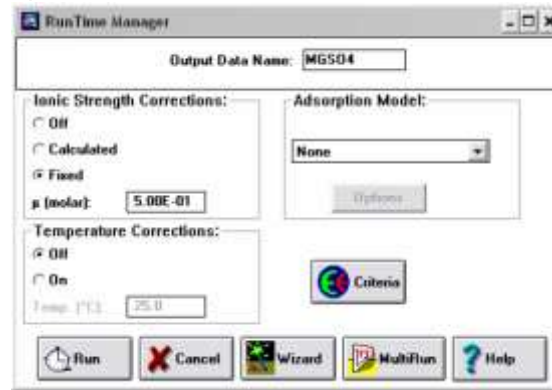 RunTime Manager
Output Data Name: MGSO4
Ionic Strength Corrections:
Off
Calculated
Fixed
µ (molar): 5.00E-01
Adsorption Model:
None
Options
Temperature Corrections:
Off
On
Temp. (°C): 25.0
Criteria
Run
Cancel
Wizard
MultiRun
Help